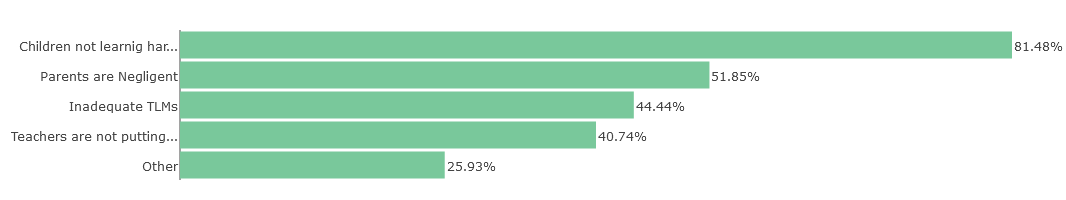 Children not learnig har... 81.48%
Parents are Negligent 51.85%
Inadequate TLMs 44.44%
Teachers are not putting... 40.74%
Other 25.93%